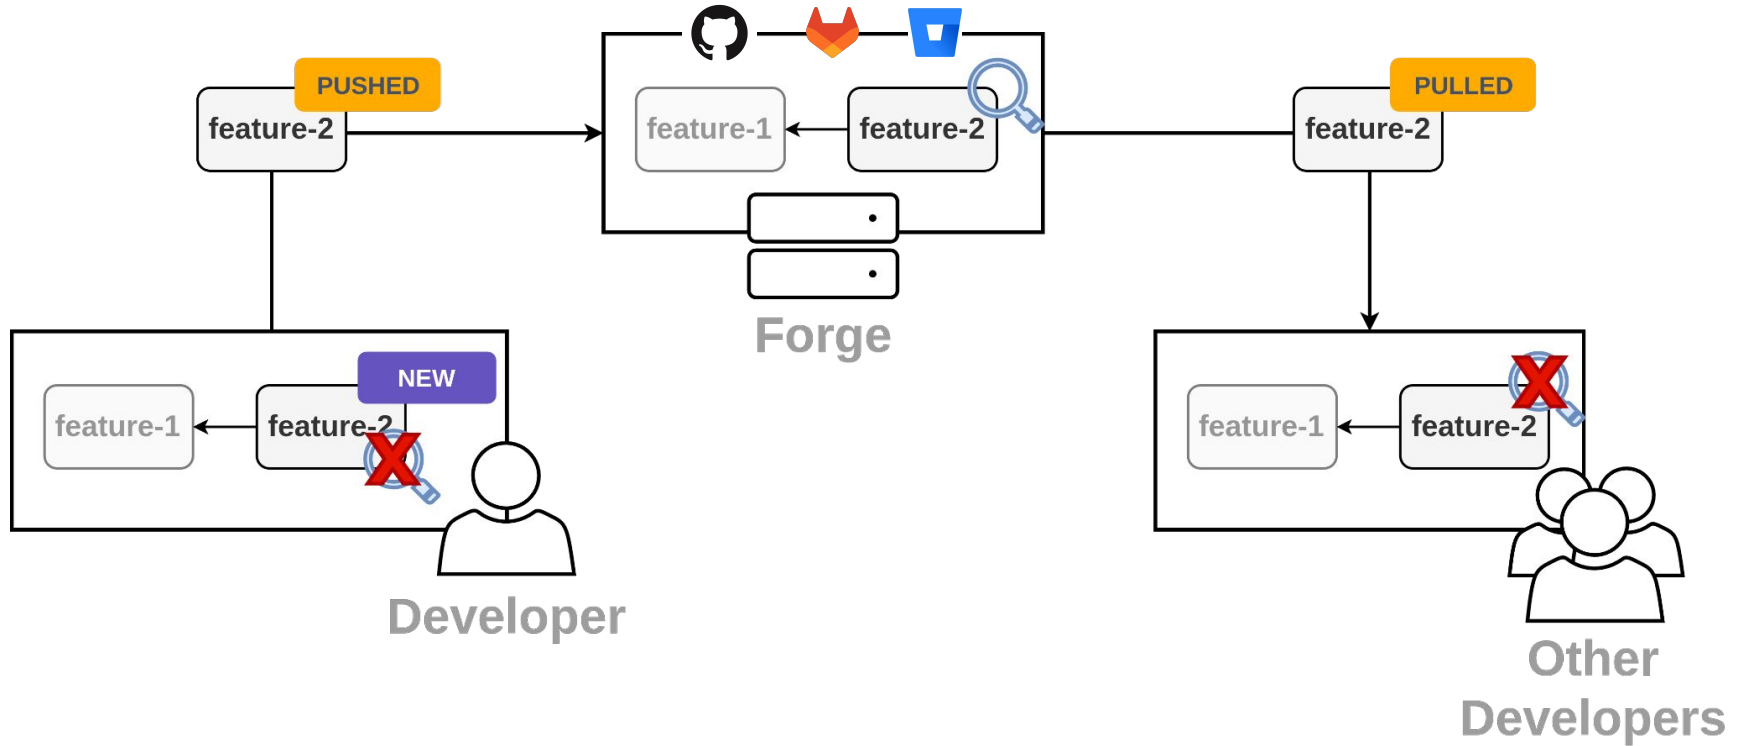 PUSHED
feature-2
feature-1
feature-2
PULLED
feature-2
Forge
NEW
feature-1
feature-2
Developer
feature-1
feature-2
Other
Developers